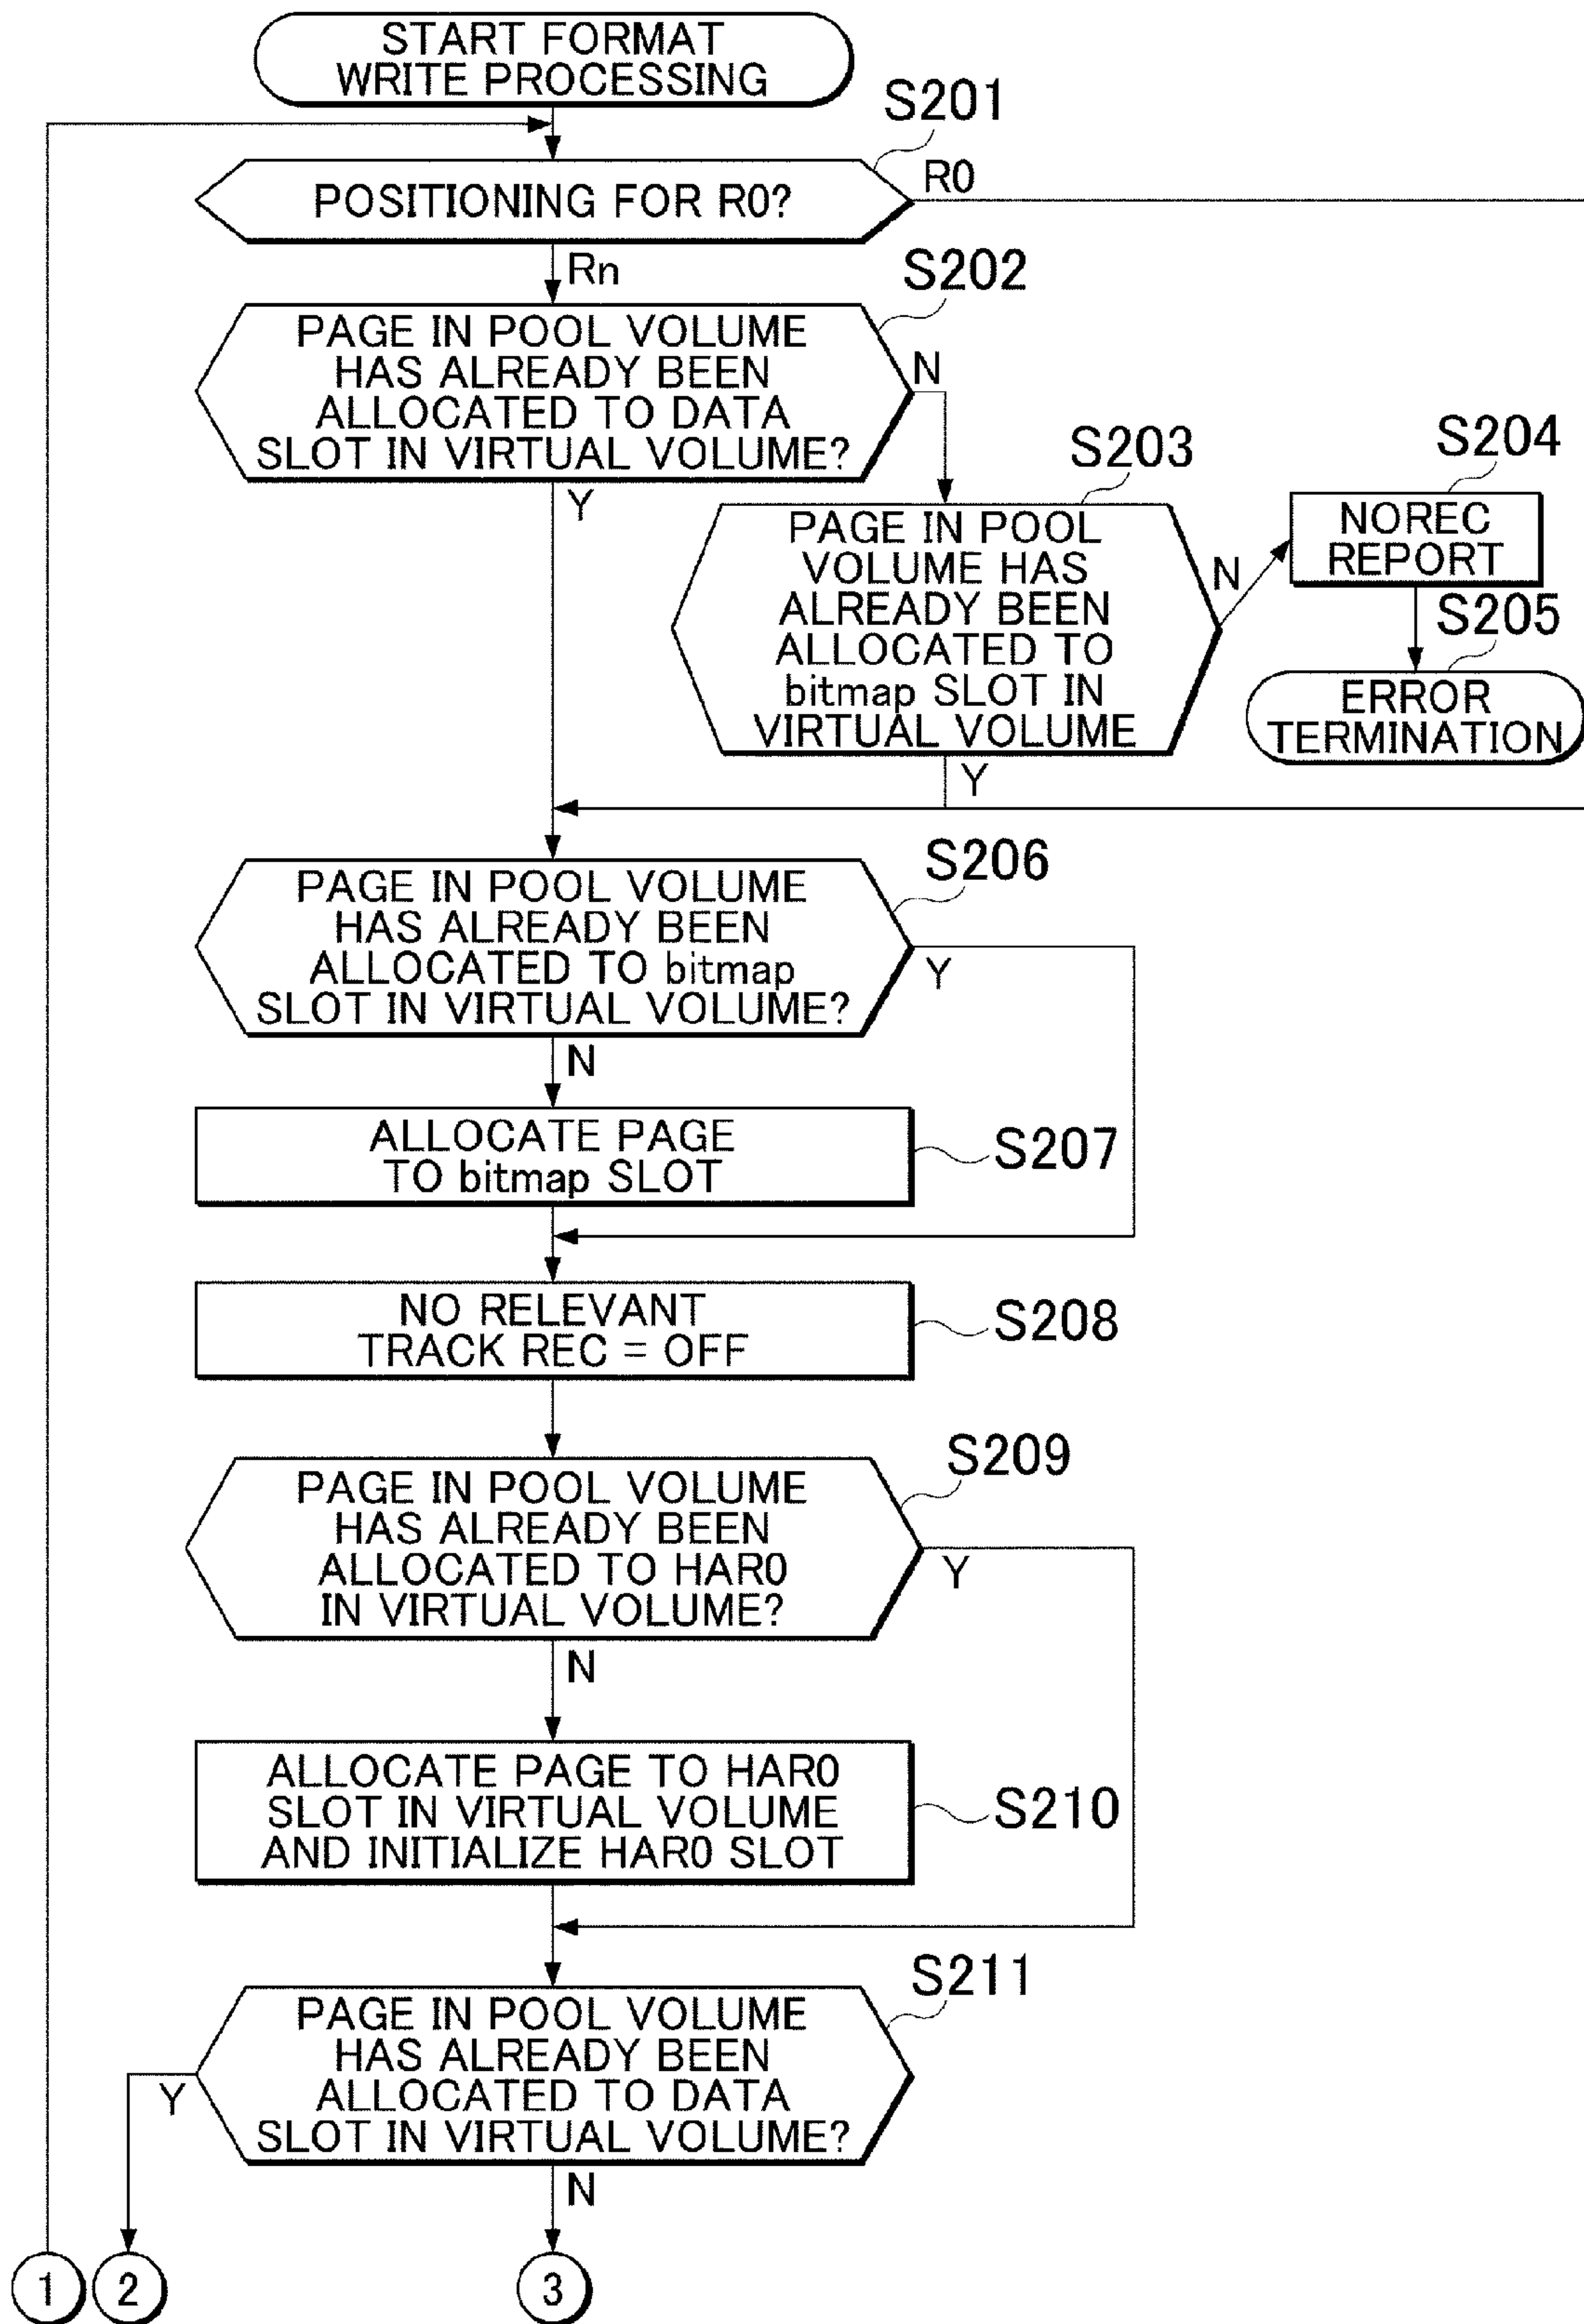 START FORMAT
WRITE PROCESSING
S201
POSITIONING FOR R0?
R0
Rn
S202
PAGE IN POOL VOLUME
HAS ALREADY BEEN
ALLOCATED TO DATA
SLOT IN VIRTUAL VOLUME?
N
Y
S203
PAGE IN POOL
VOLUME HAS
ALREADY BEEN
ALLOCATED TO
bitmap SLOT IN
VIRTUAL VOLUME
N
Y
S204
NOREC
REPORT
S205
ERROR
TERMINATION
S206
PAGE IN POOL VOLUME
HAS ALREADY BEEN
ALLOCATED TO bitmap
SLOT IN VIRTUAL VOLUME?
Y
N
ALLOCATE PAGE
TO bitmap SLOT
S207
NO RELEVANT
TRACK REC = OFF
S208
S209
PAGE IN POOL VOLUME
HAS ALREADY BEEN
ALLOCATED TO HAR0
IN VIRTUAL VOLUME?
Y
N
ALLOCATE PAGE TO HAR0
SLOT IN VIRTUAL VOLUME
AND INITIALIZE HAR0 SLOT
S210
S211
PAGE IN POOL VOLUME
HAS ALREADY BEEN
ALLOCATED TO DATA
SLOT IN VIRTUAL VOLUME?
Y
N
1
2
3